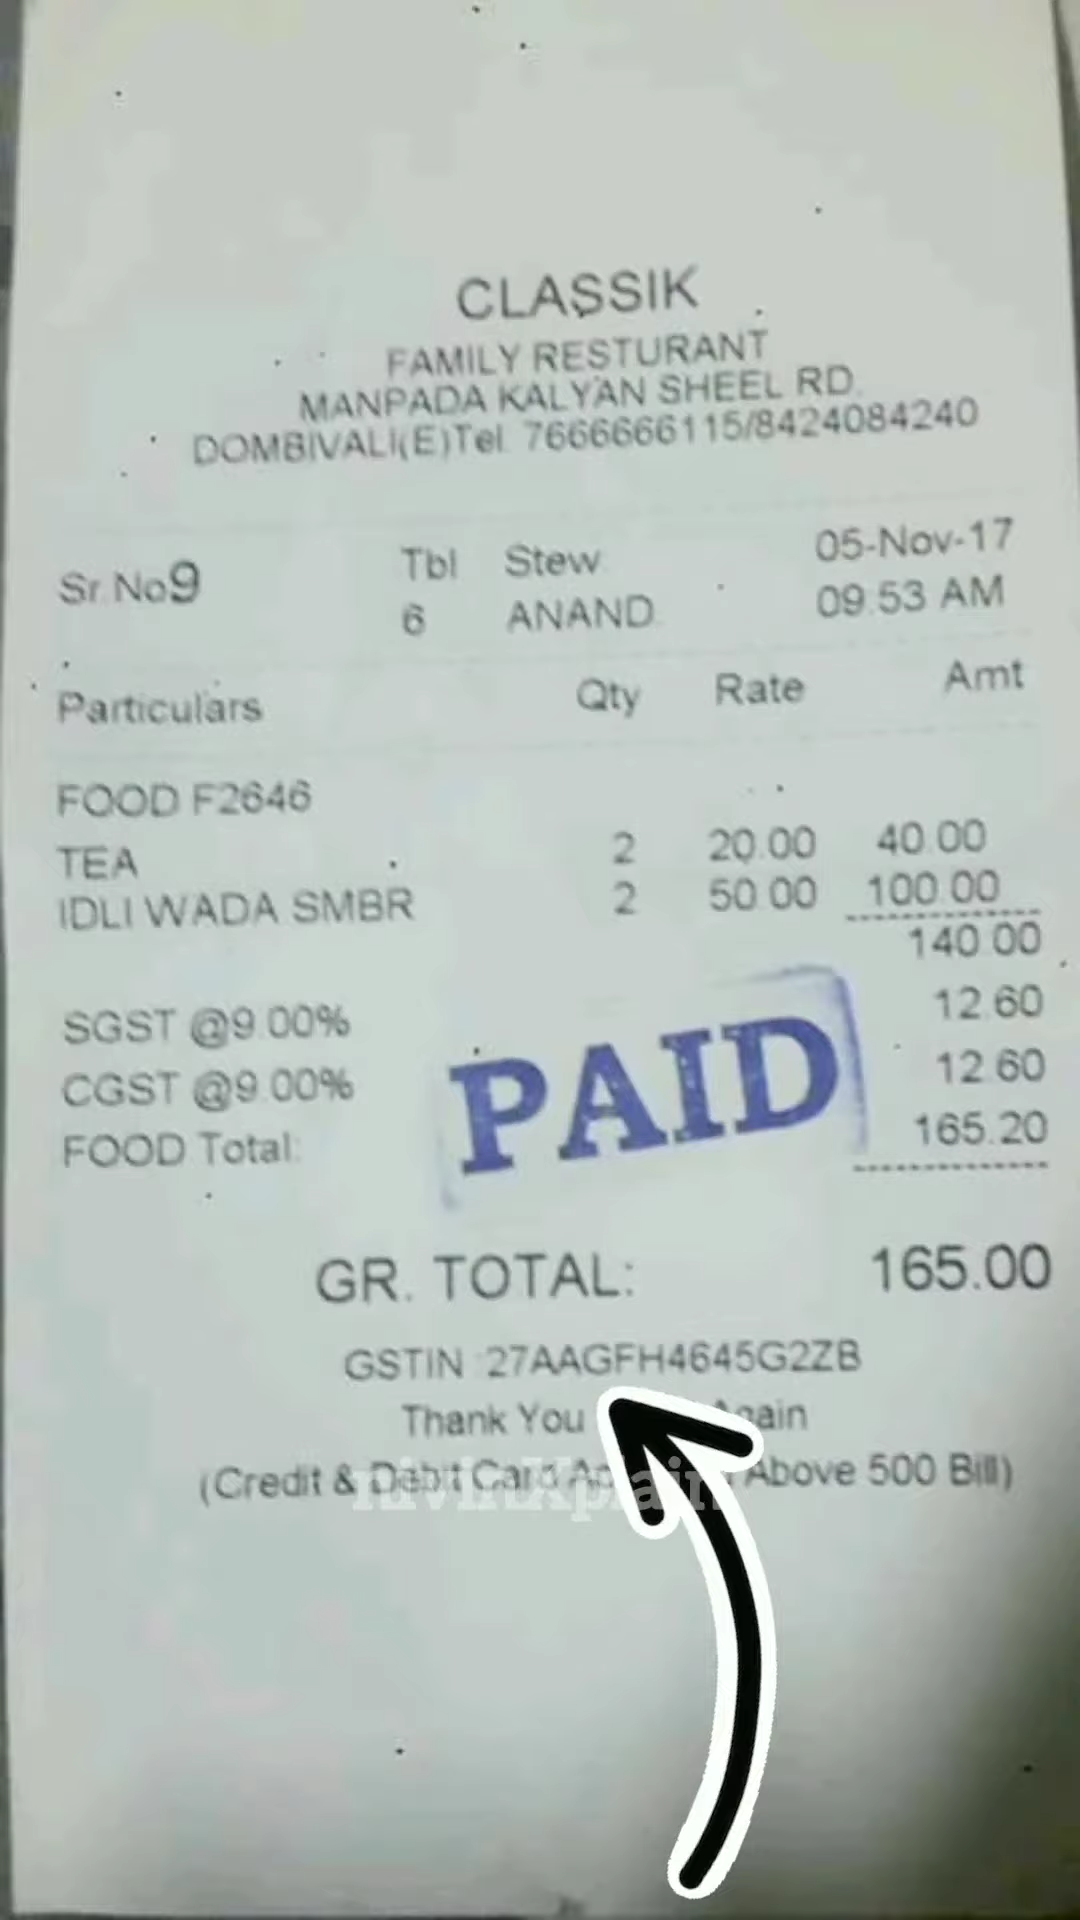 CLASSIK
FAMILY RESTURANT
MANPADA KALYAN SHEEL RD.
DOMBIVALI(E)Tel. 7666666115/8424084240
Sr.No9 Tbl Stew. 05-Nov-17
6 ANAND. 09:53 AM
Particulars Qty Rate Amt
FOOD F2646
TEA 2 20.00 40.00
IDLI WADA SMBR 2 50.00 100.00
140.00
SGST @9.00% 12.60
CGST @9.00% 12.60
FOOD Total: 165.20
PAID
GR. TOTAL: 165.00
GSTIN :27AAGFH4645G2ZB
Thank You Again
(Credit & Debit Card Above 500 Bill)